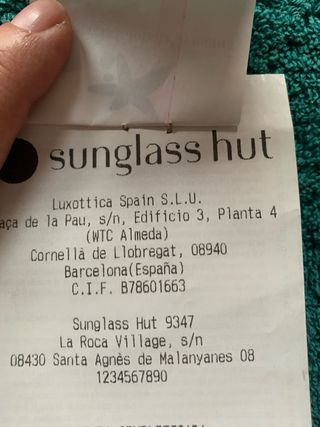 sunglass hut
Luxottica Spain S.L.U.
aça de la Pau, s/n, Edificio 3, Planta 4
(WTC Almeda)
Cornellà de Llobregat, 08940
Barcelona(España)
C.I.F. B78601663
Sunglass Hut 9347
La Roca Village, s/n
08430 Santa Agnès de Malanyanes 08
1234567890